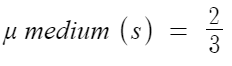 μ medium (s) = 2/3